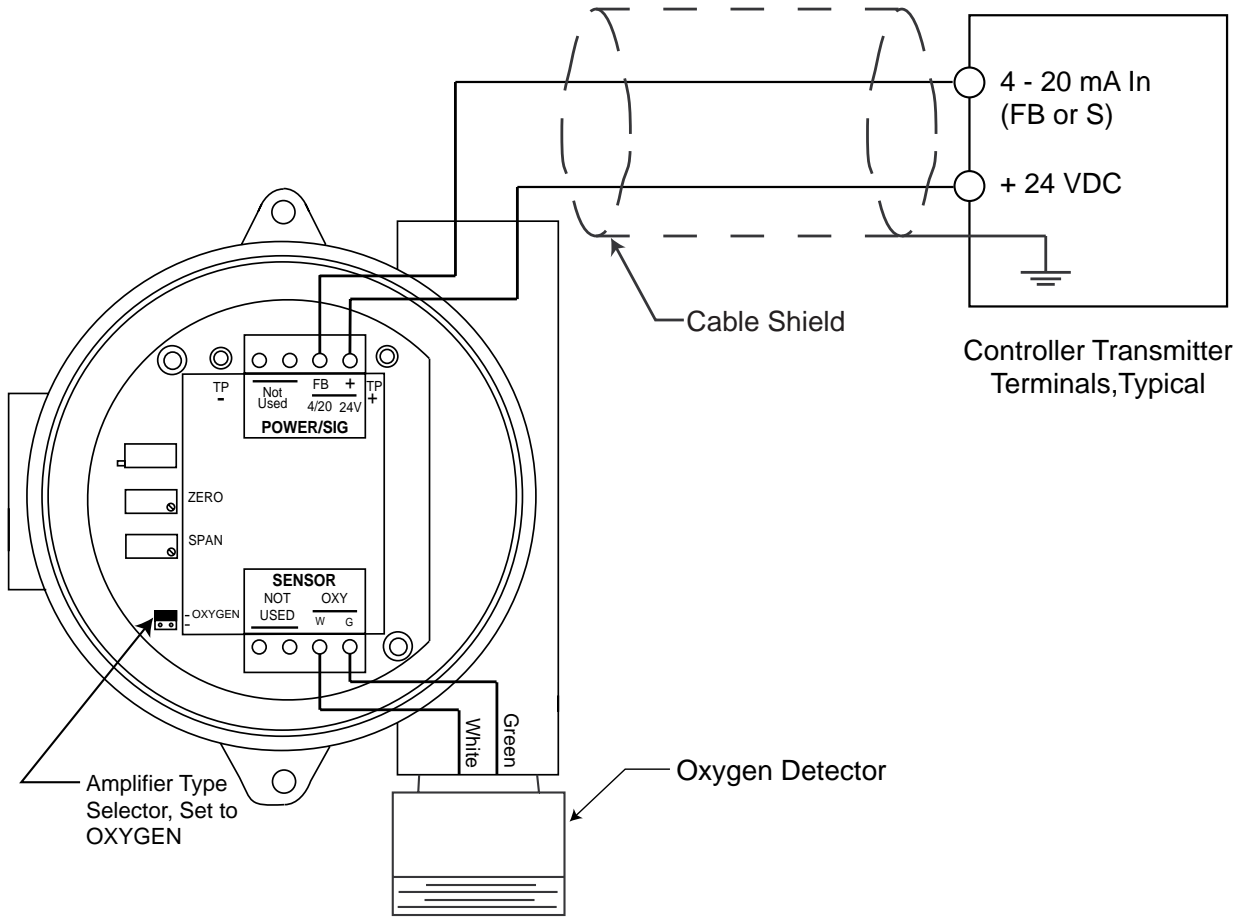 4 - 20 mA In
(FB or S)
+ 24 VDC
Cable Shield
Controller Transmitter
Terminals,Typical
TP
-
Not
Used
FB
+
4/20
24V
TP
+
POWER/SIG
ZERO
SPAN
SENSOR
NOT
USED
OXY
W
G
- OXYGEN
-
White
Green
Oxygen Detector
Amplifier Type
Selector, Set to
OXYGEN